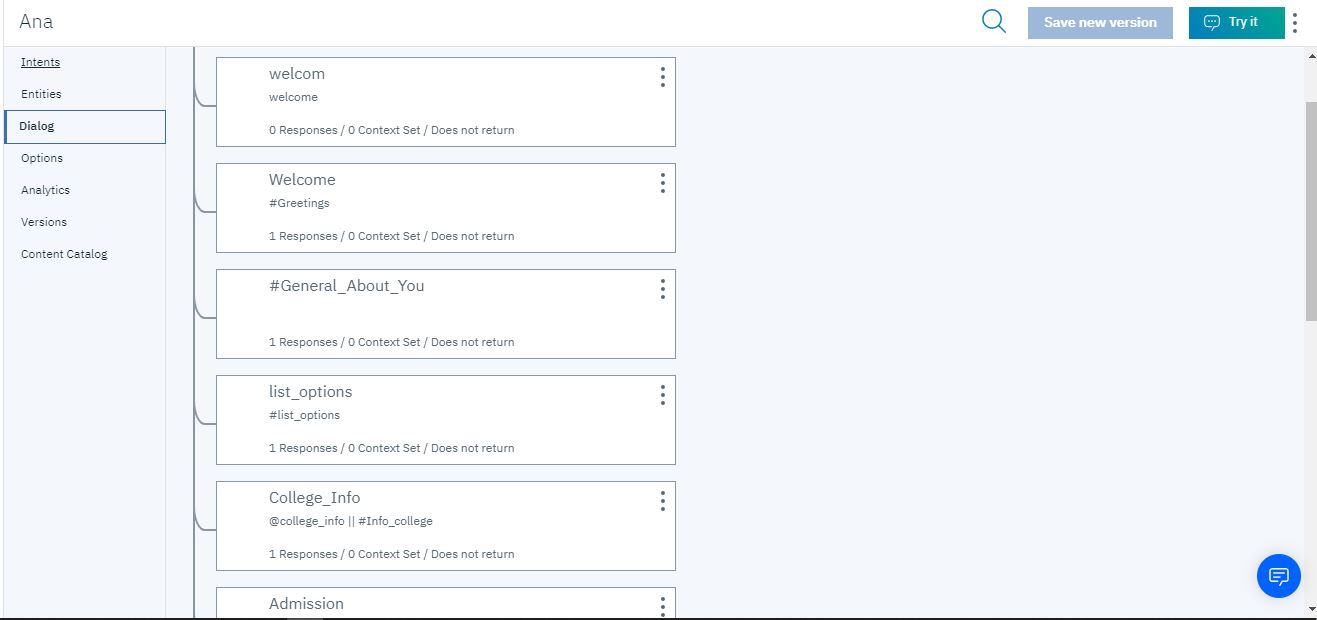 Ana
Save new version
Try it
Intents
Entities
Dialog
Options
Analytics
Versions
Content Catalog
welcom
welcome
0 Responses / 0 Context Set / Does not return
Welcome
#Greetings
1 Responses / 0 Context Set / Does not return
#General_About_You
1 Responses / 0 Context Set / Does not return
list_options
#list_options
1 Responses / 0 Context Set / Does not return
College_Info
@college_info || #Info_college
1 Responses / 0 Context Set / Does not return
Admission